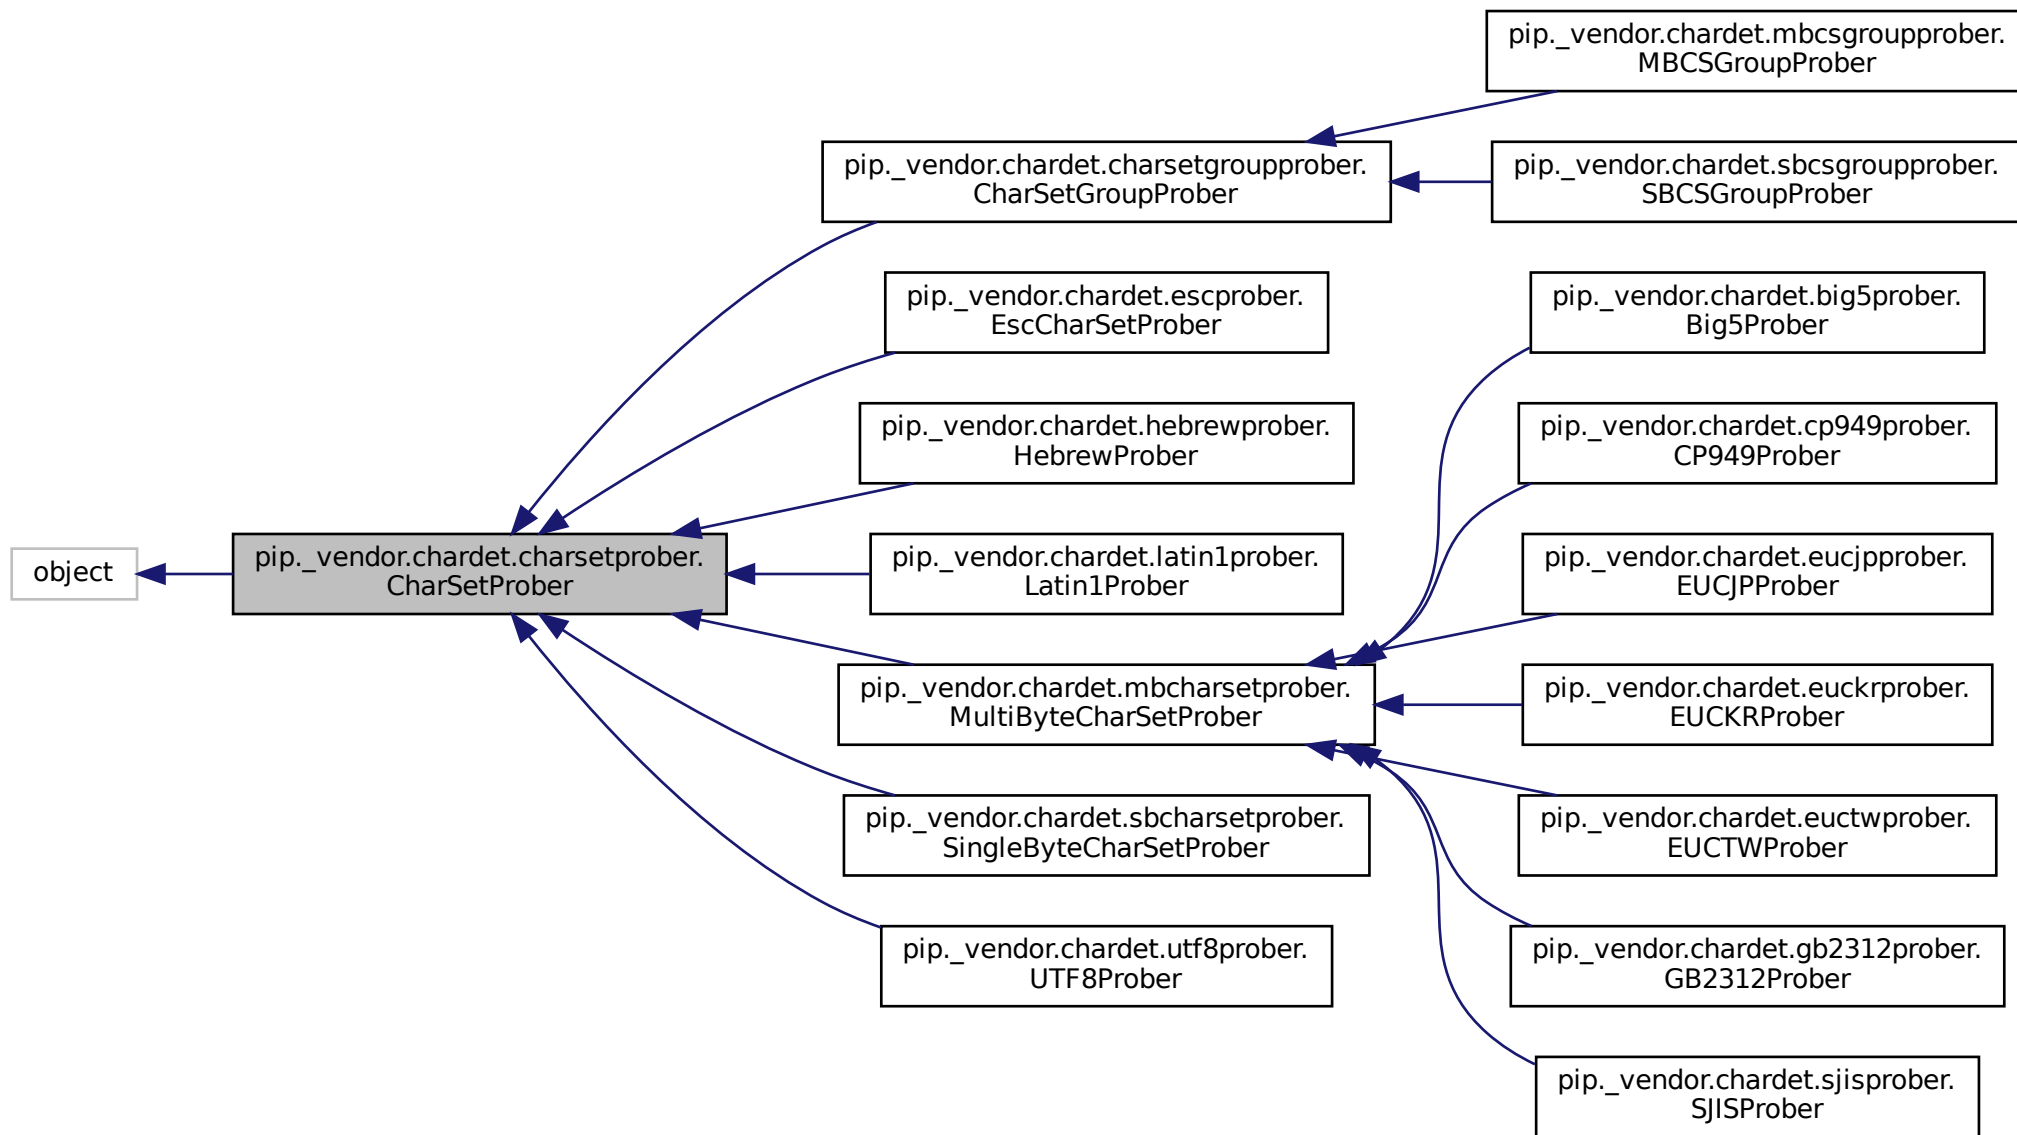 object
pip._vendor.chardet.charsetprober.
CharSetProber
pip._vendor.chardet.charsetgroupprober.
CharSetGroupProber
pip._vendor.chardet.escprober.
EscCharSetProber
pip._vendor.chardet.hebrewprober.
HebrewProber
pip._vendor.chardet.latin1prober.
Latin1Prober
pip._vendor.chardet.mbcharsetprober.
MultiByteCharSetProber
pip._vendor.chardet.sbcharsetprober.
SingleByteCharSetProber
pip._vendor.chardet.utf8prober.
UTF8Prober
pip._vendor.chardet.mbcsgroupprober.
MBCSGroupProber
pip._vendor.chardet.sbcsgroupprober.
SBCSGroupProber
pip._vendor.chardet.big5prober.
Big5Prober
pip._vendor.chardet.cp949prober.
CP949Prober
pip._vendor.chardet.eucjpprober.
EUCJPProber
pip._vendor.chardet.euckrprober.
EUCKRProber
pip._vendor.chardet.euctwprober.
EUCTWProber
pip._vendor.chardet.gb2312prober.
GB2312Prober
pip._vendor.chardet.sjisprober.
SJISProber